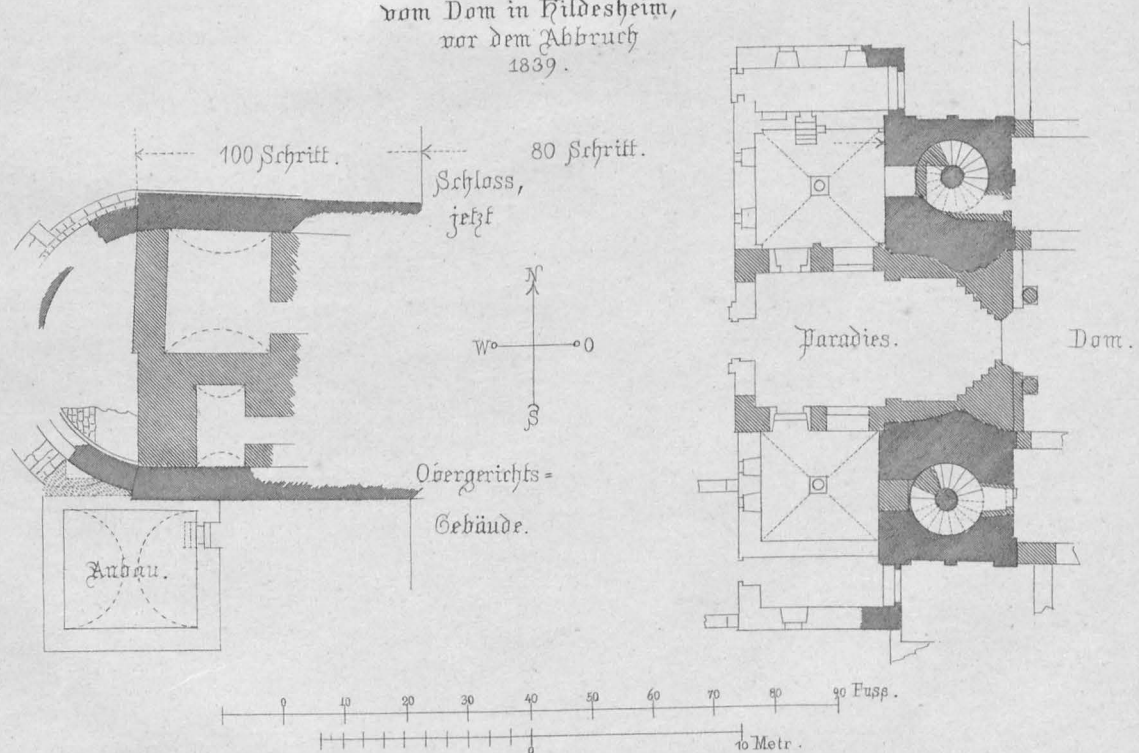 vom Dom in Hildesheim,
vor dem Abbruch
1839.
100 Schritt.
80 Schritt.
Schloss,
jetzt
N
W
O
S
Paradies.
Dom.
Obergerichts=
Gebäude.
Anbau.
0 10 20 30 40 50 60 70 80 90 Fuss.
0 10 Metr.